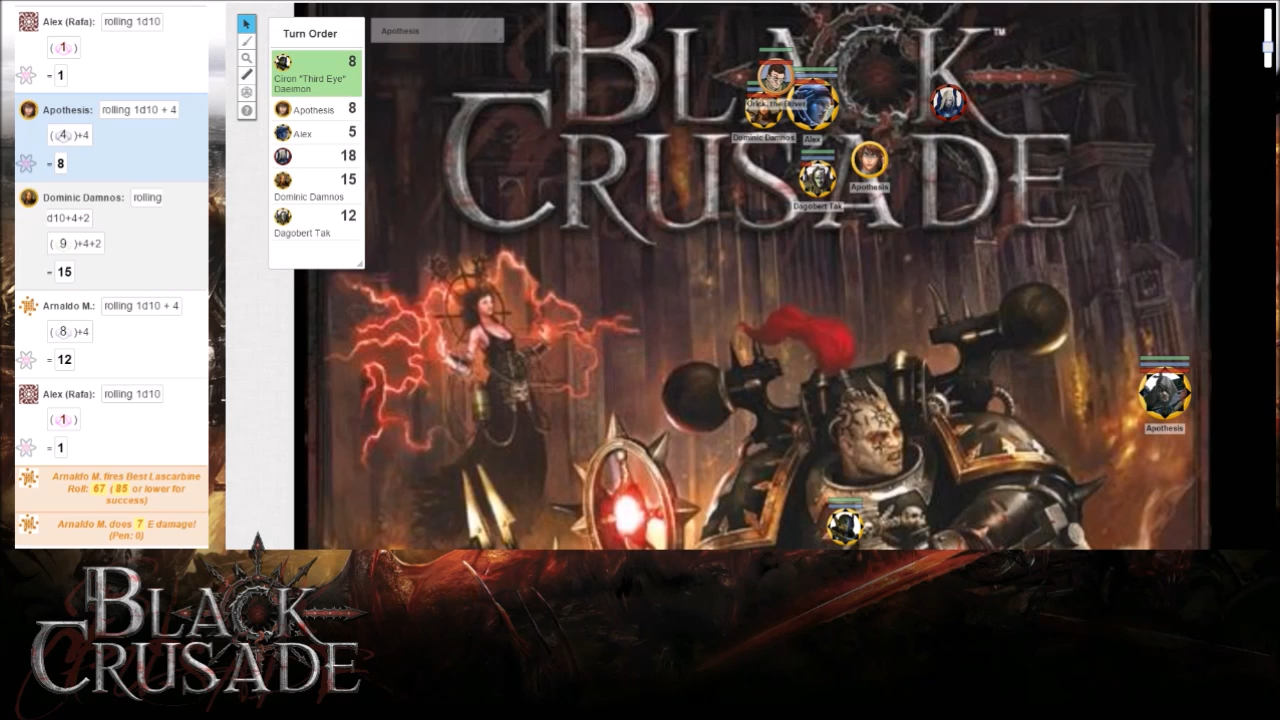 Alex (Rafa): rolling 1d10
(1)
= 1
Apothesis: rolling 1d10 + 4
(4)+4
= 8
Dominic Damnos: rolling
d10+4+2
(9)+4+2
= 15
Arnaldo M.: rolling 1d10 + 4
(8)+4
= 12
Alex (Rafa): rolling 1d10
(1)
= 1
Arnaldo M. fires Best Lascarbine
Roll: 67 ( 85 or lower for
success)
Arnaldo M. does 7 E damage!
(Pen: 0)
Turn Order
8
Ciron "Third Eye"
Daeimon
Apothesis 8
Alex 5
18
15
Dominic Damnos
12
Dagobert Tak
Apothesis
BLACK™
CRUSADE
Dominic Damnos
Alex
Apothesis
Dagobert Tak
Apothesis
BLACK
CRUSADE